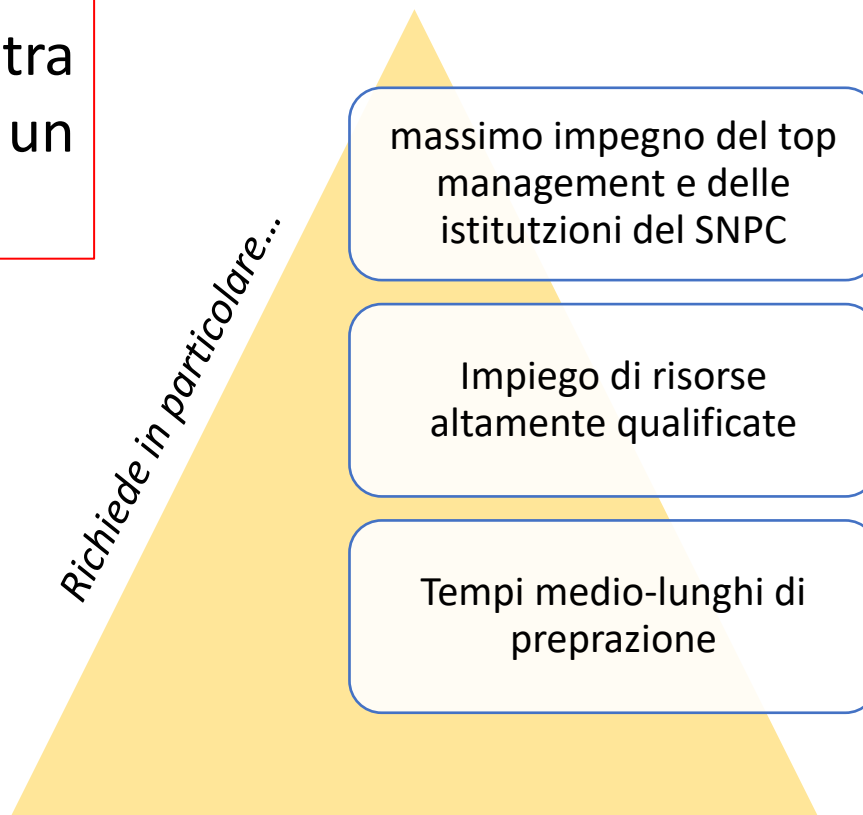 tra
un
Richiede in particolare...
massimo impegno del top
management e delle
istitutzioni del SNPC
Impiego di risorse
altamente qualificate
Tempi medio-lunghi di
preprazione